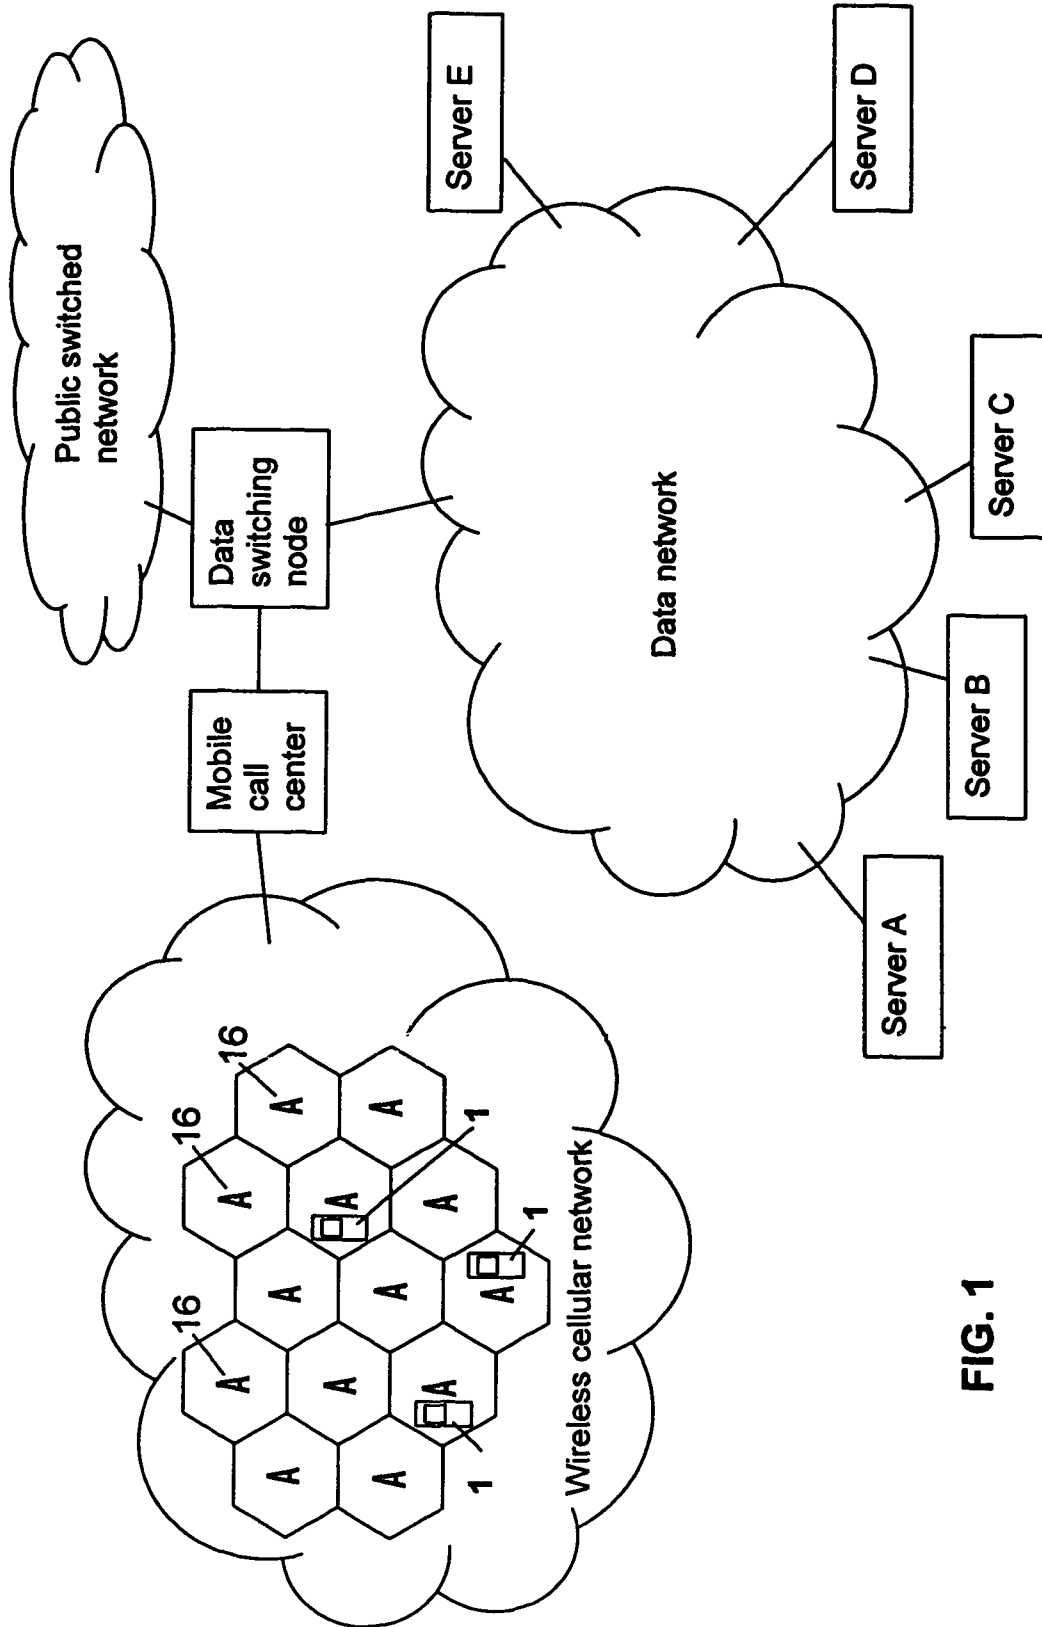 Public switched
network
Data
switching
node
Mobile
call
center
Server E
Server D
Data network
Server C
Server B
Server A
16
16
16
A
A
A
A
A
A
A
A
A
A
A
A
A
A
1
1
1
Wireless cellular network
FIG. 1